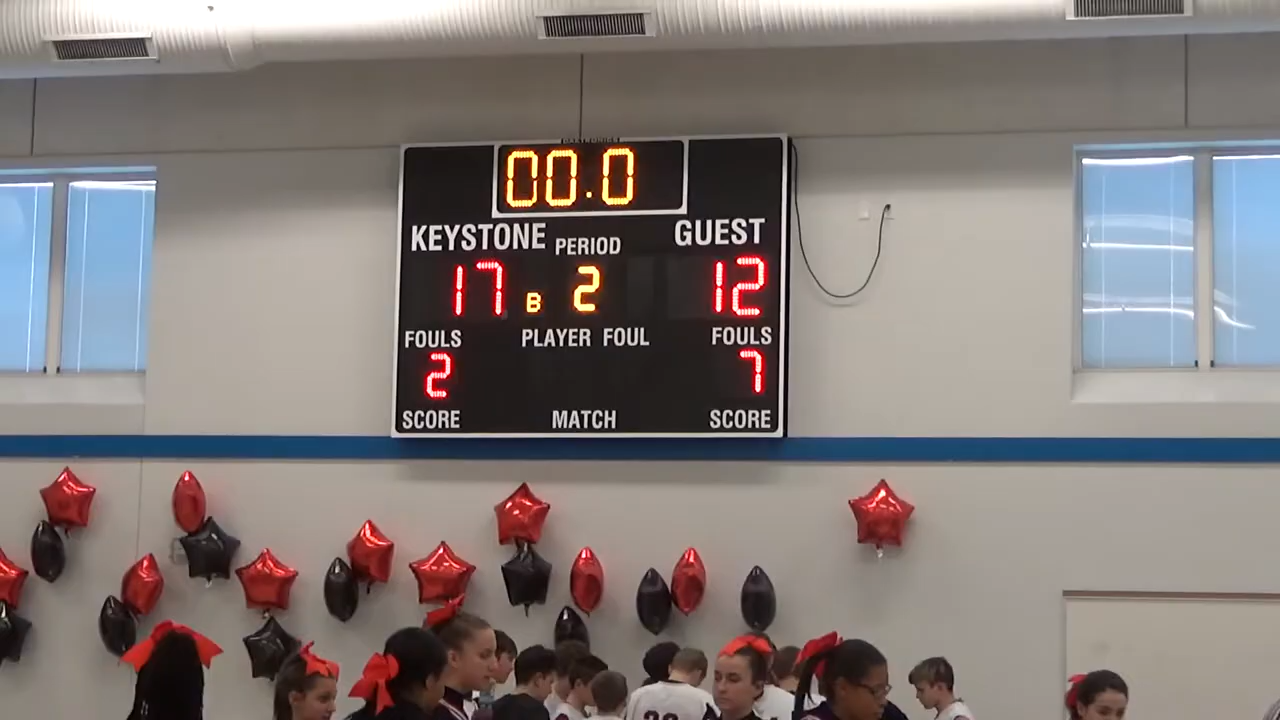 00.0
KEYSTONE PERIOD GUEST
17 B 2 12
FOULS PLAYER FOUL FOULS
2 7
SCORE MATCH SCORE